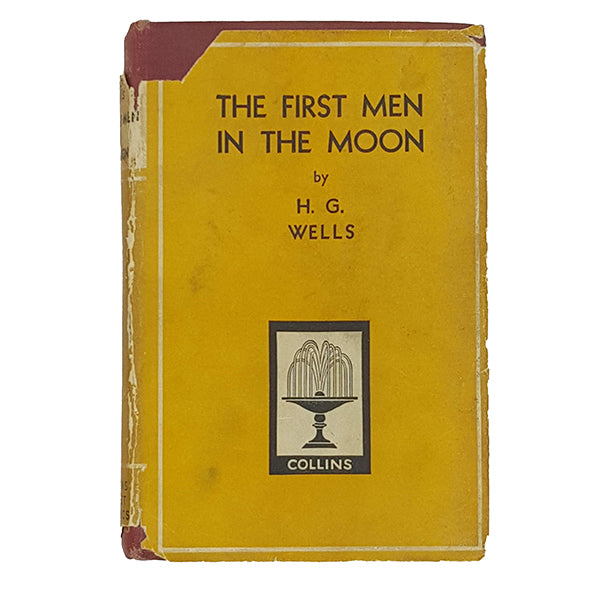 THE FIRST MEN
IN THE MOON
by
H. G.
WELLS
COLLINS